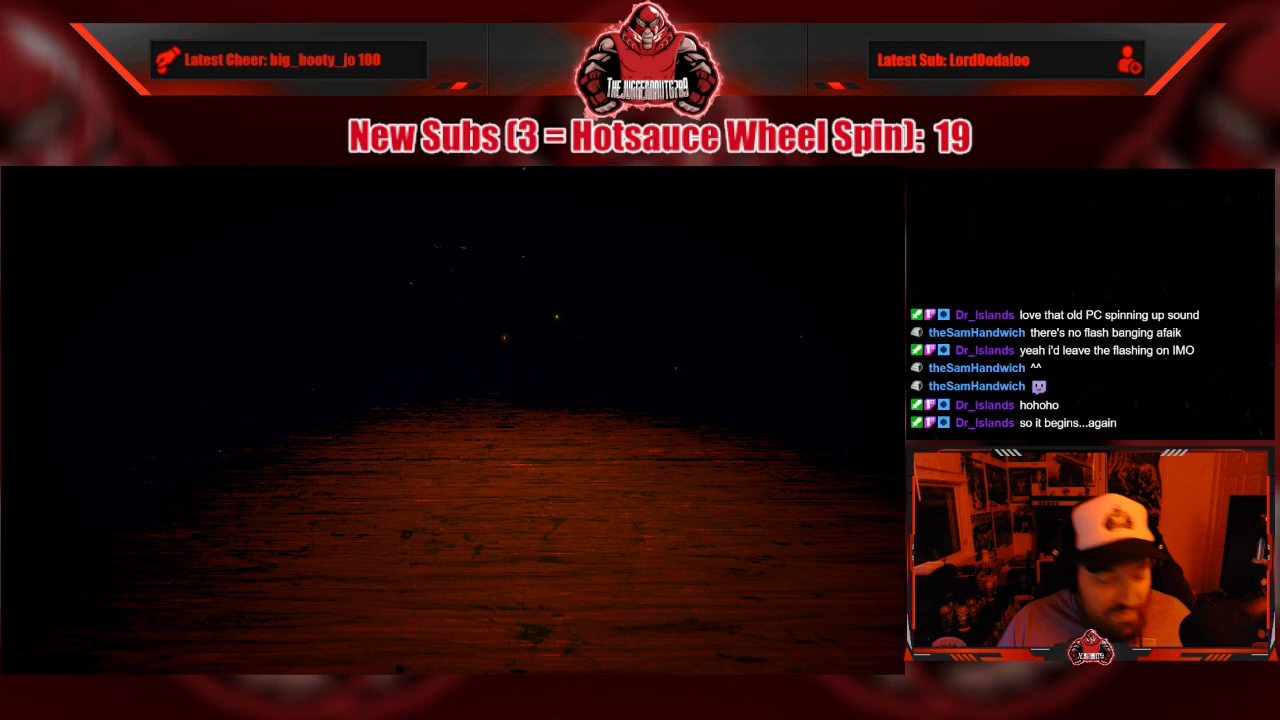 Latest Cheer: big_booty_jo 100
THEJUGGERNAUT6789
Latest Sub: LordOodaloo
New Subs (3 = Hotsauce Wheel Spin): 19
Dr_Islands love that old PC spinning up sound
theSamHandwich there's no flash banging afaik
Dr_Islands yeah i'd leave the flashing on IMO
theSamHandwich ^^
theSamHandwich
Dr_Islands hohoho
Dr_Islands so it begins...again